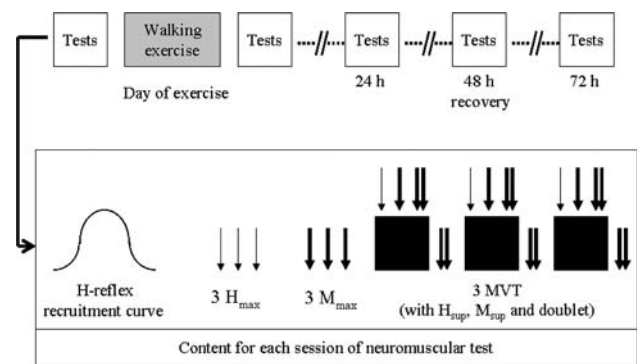 Tests
Walking
exercise
Tests
Tests
Tests
Tests
Day of exercise
24 h
48 h
recovery
72 h
H-reflex
recruitment curve
3 Hmax
3 Mmax
3 MVT
(with Hsup, Msup and doublet)
Content for each session of neuromuscular test